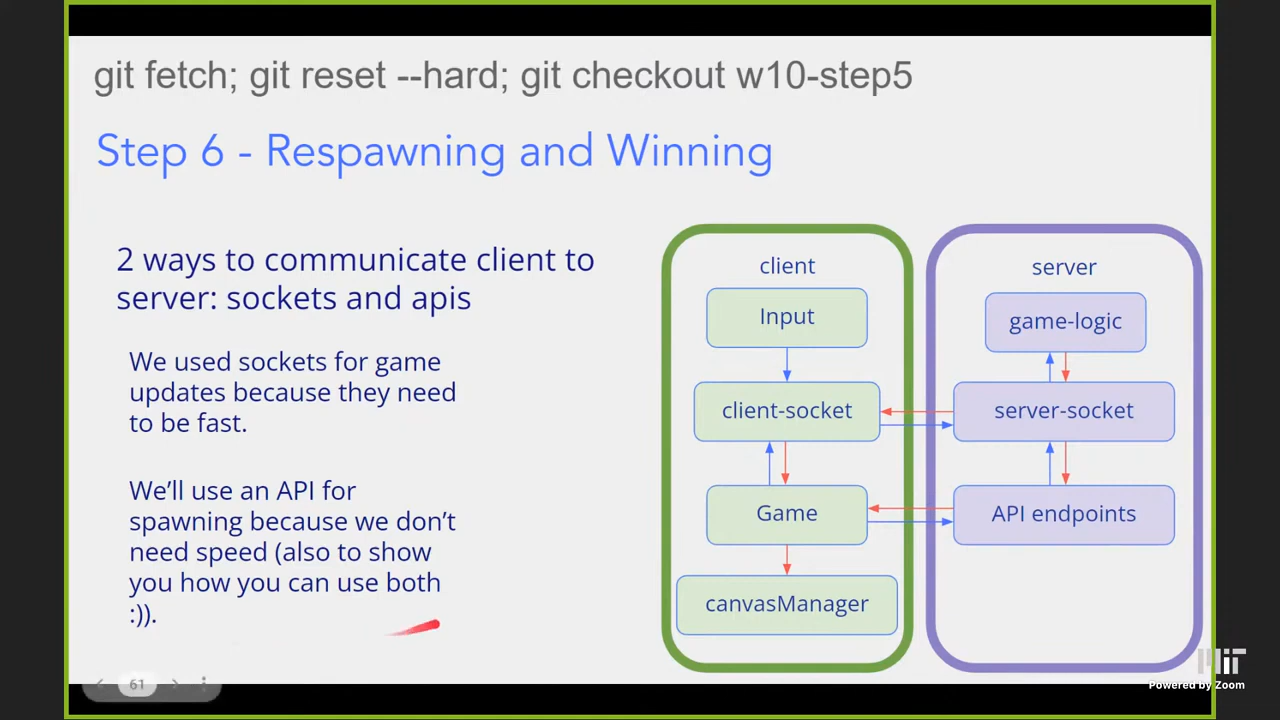 git fetch; git reset --hard; git checkout w10-step5
Step 6 - Respawning and Winning
2 ways to communicate client to
server: sockets and apis
We used sockets for game
updates because they need
to be fast.
We’ll use an API for
spawning because we don’t
need speed (also to show
you how you can use both
:)).
client
Input
client-socket
Game
canvasManager
server
game-logic
server-socket
API endpoints
61
MIT
Powered by Zoom